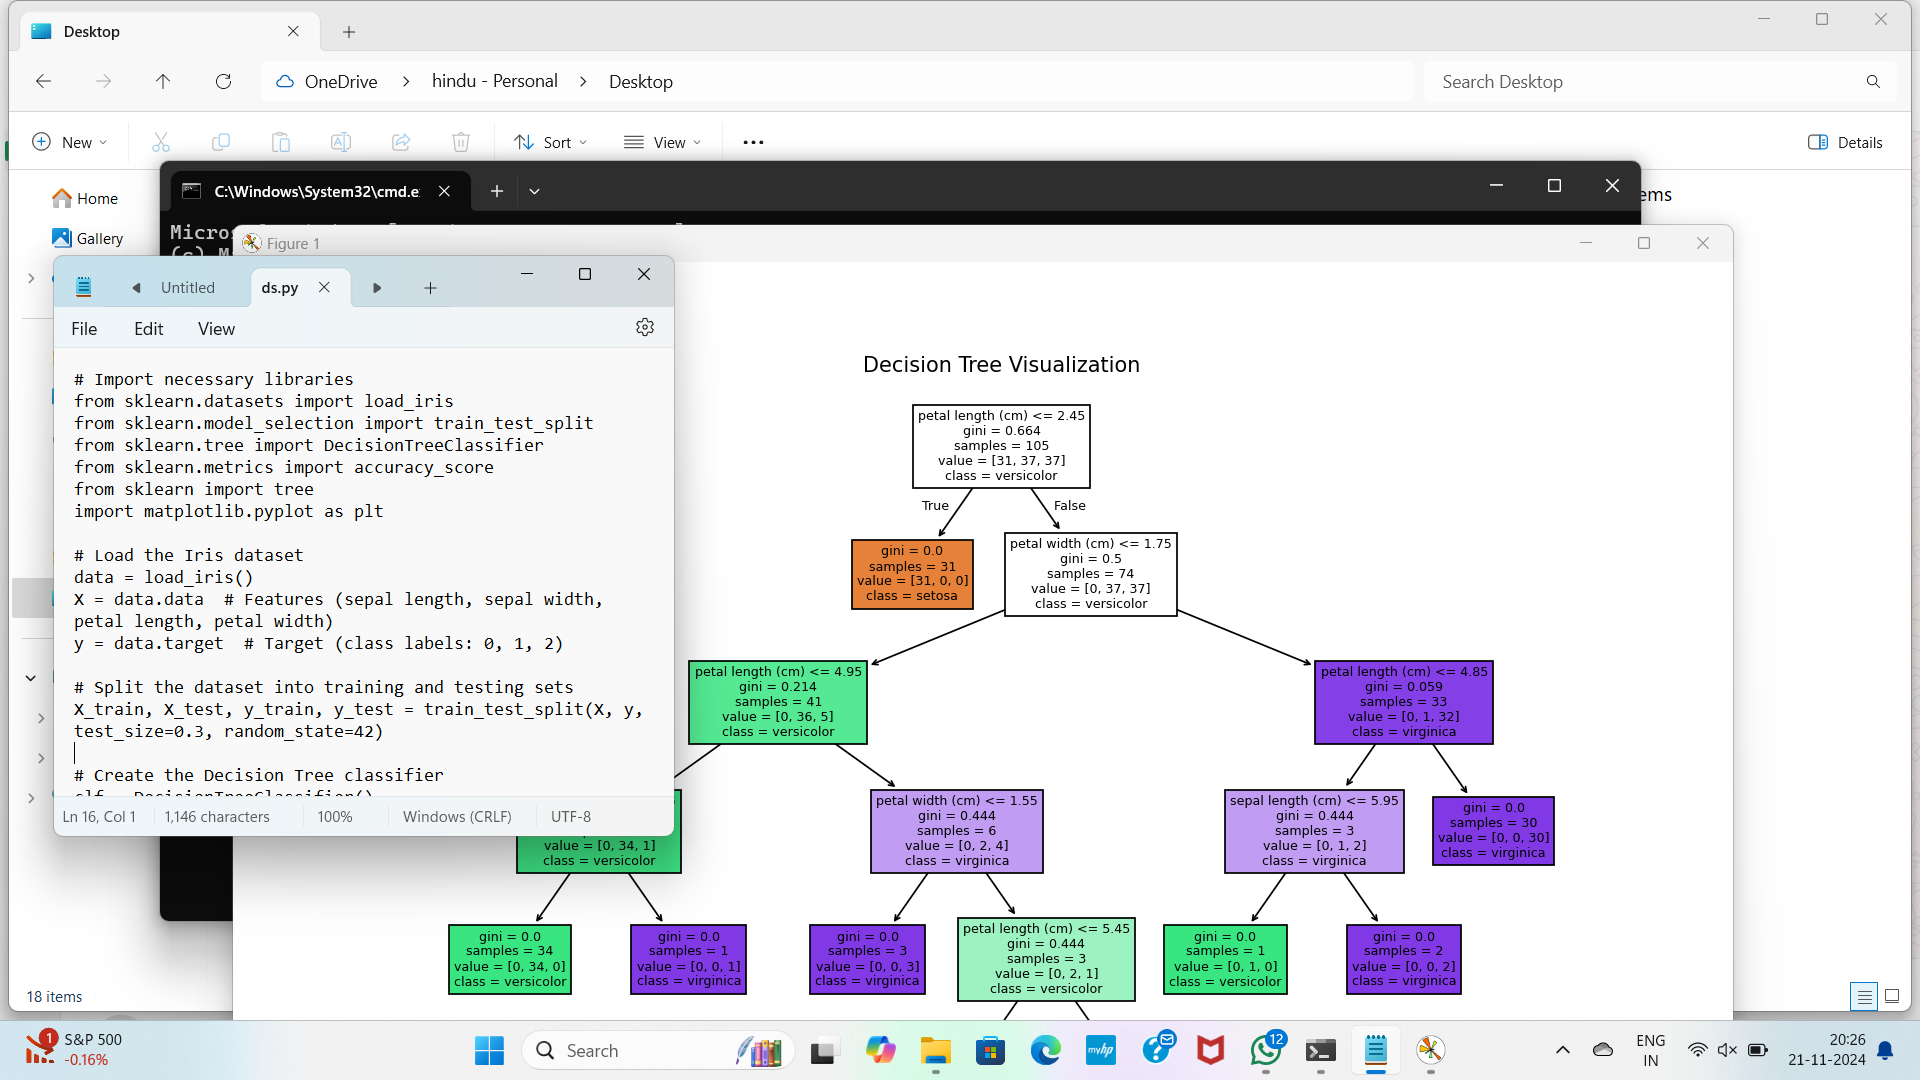 Desktop
OneDrive
hindu - Personal
Desktop
Search Desktop
New
Sort
View
Details
Home
Gallery
C:\Windows\System32\cmd.e
ems
Figure 1
Untitled
ds.py
File
Edit
View
# Import necessary libraries
from sklearn.datasets import load_iris
from sklearn.model_selection import train_test_split
from sklearn.tree import DecisionTreeClassifier
from sklearn.metrics import accuracy_score
from sklearn import tree
import matplotlib.pyplot as plt
# Load the Iris dataset
data = load_iris()
X = data.data  # Features (sepal length, sepal width,
petal length, petal width)
y = data.target  # Target (class labels: 0, 1, 2)
# Split the dataset into training and testing sets
X_train, X_test, y_train, y_test = train_test_split(X, y,
test_size=0.3, random_state=42)
# Create the Decision Tree classifier
clf = DecisionTreeClassifier()
Ln 16, Col 1
1,146 characters
100%
Windows (CRLF)
UTF-8
Decision Tree Visualization
petal length (cm) <= 2.45
gini = 0.664
samples = 105
value = [31, 37, 37]
class = versicolor
True
False
gini = 0.0
samples = 31
value = [31, 0, 0]
class = setosa
petal width (cm) <= 1.75
gini = 0.5
samples = 74
value = [0, 37, 37]
class = versicolor
petal length (cm) <= 4.95
gini = 0.214
samples = 41
value = [0, 36, 5]
class = versicolor
petal length (cm) <= 4.85
gini = 0.059
samples = 33
value = [0, 1, 32]
class = virginica
value = [0, 34, 1]
class = versicolor
petal width (cm) <= 1.55
gini = 0.444
samples = 6
value = [0, 2, 4]
class = virginica
sepal length (cm) <= 5.95
gini = 0.444
samples = 3
value = [0, 1, 2]
class = virginica
gini = 0.0
samples = 30
value = [0, 0, 30]
class = virginica
gini = 0.0
samples = 34
value = [0, 34, 0]
class = versicolor
gini = 0.0
samples = 1
value = [0, 0, 1]
class = virginica
gini = 0.0
samples = 3
value = [0, 0, 3]
class = virginica
petal length (cm) <= 5.45
gini = 0.444
samples = 3
value = [0, 2, 1]
class = versicolor
gini = 0.0
samples = 1
value = [0, 1, 0]
class = versicolor
gini = 0.0
samples = 2
value = [0, 0, 2]
class = virginica
18 items
1
S&P 500
-0.16%
Search
myhp
12
ENG
IN
20:26
21-11-2024